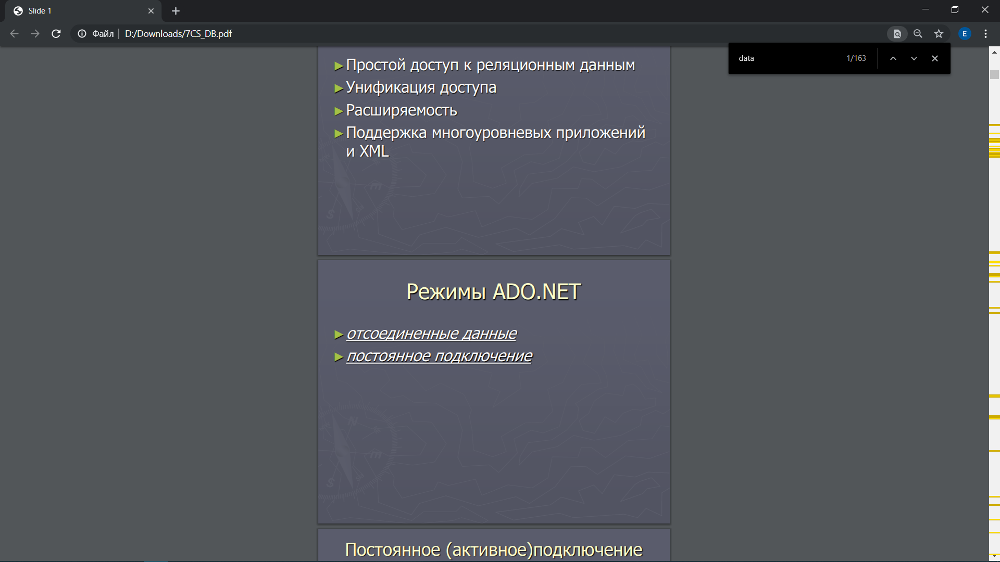 Slide 1
Файл
D:/Downloads/7CS_DB.pdf
E
data
1/163
Простой доступ к реляционным данным
Унификация доступа
Расширяемость
Поддержка многоуровневых приложений
и XML
Режимы ADO.NET
отсоединенные данные
постоянное подключение
Постоянное (активное)подключение